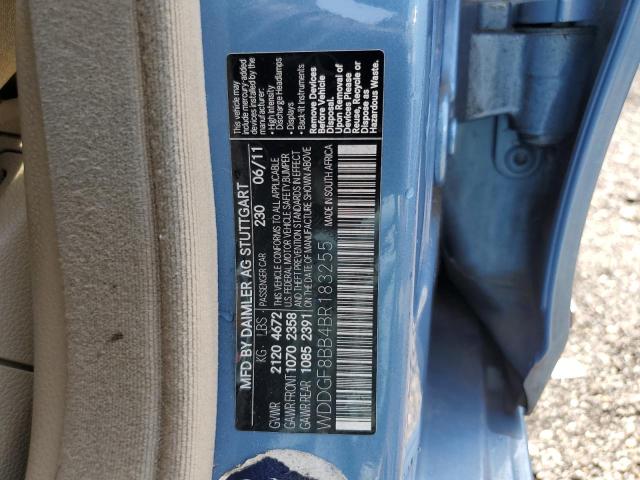 MFD BY DAIMLER AG STUTTGART
PASSENGER CAR 230 06/11
KG LBS
GVWR 2120 4672
GAWR FRONT 1070 2358
GAWR REAR 1085 2391
THIS VEHICLE CONFORMS TO ALL APPLICABLE
U.S. FEDERAL MOTOR VEHICLE SAFETY, BUMPER
AND THEFT PREVENTION STANDARDS IN EFFECT
ON THE DATE OF MANUFACTURE SHOWN ABOVE
WDDGF8BB4BR183255
MADE IN SOUTH AFRICA
This vehicle may
include mercury-added
devices installed by the
manufacturer:
• High Intensity
Discharge Headlamps
• Displays
• Back-lit Instruments
Remove Devices
Before Vehicle
Disposal.
Upon Removal of
Devices Please
Reuse, Recycle or
Dispose as
Hazardous Waste.